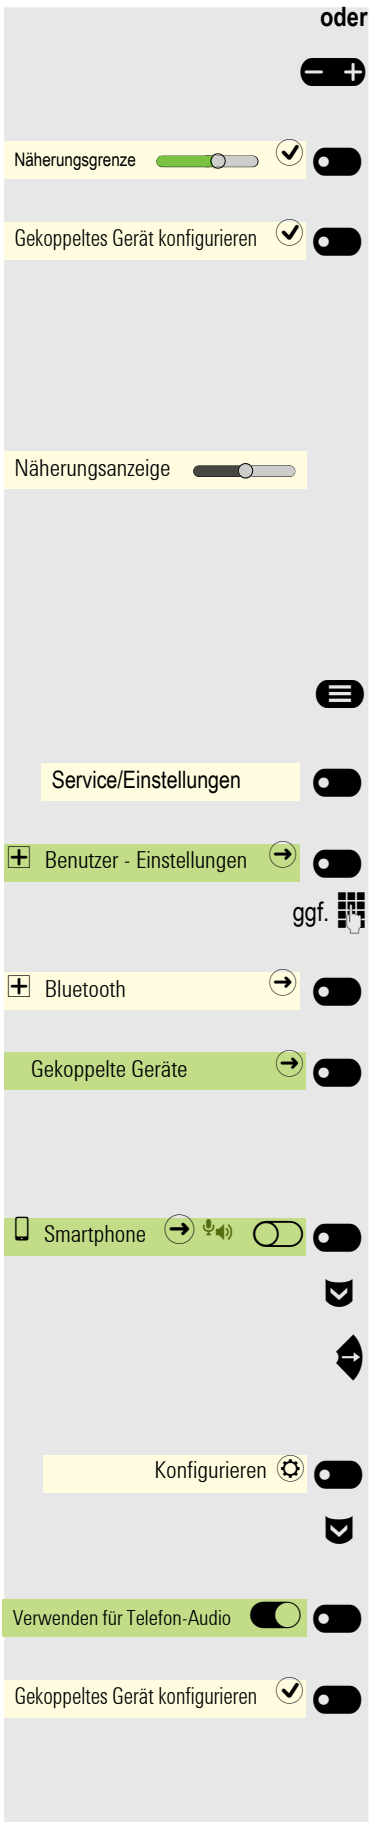 oder
Näherungsgrenze
Gekoppeltes Gerät konfigurieren
Näherungsanzeige
Service/Einstellungen
Benutzer - Einstellungen
ggf.
Bluetooth
Gekoppelte Geräte
Smartphone
Konfigurieren
Verwenden für Telefon-Audio
Gekoppeltes Gerät konfigurieren